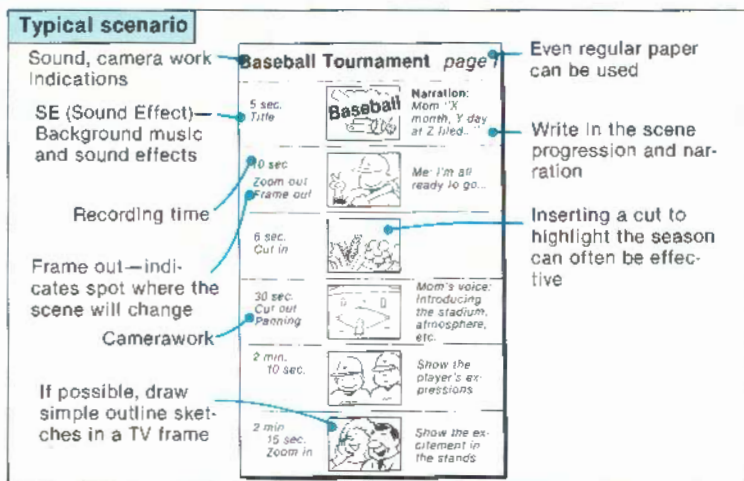 Typical scenario
Sound, camera work
indications
SE (Sound Effect)—
Background music
and sound effects
Recording time
Frame out—indi-
cates spot where the
scene will change
Camerawork
If possible, draw
simple outline sket-
ches in a TV frame
Baseball Tournament page 1
5 sec.
Title
Baseball
Narration:
Mom "X
month, Y day
at Z filed..."
10 sec
Zoom out
Frame out
Me: I'm all
ready to go...
6 sec.
Cut in
30 sec.
Cut out
Panning
Mom's voice:
Introducing
the stadium,
atmosphere,
etc.
2 min.
10 sec.
Show the
player's ex-
pressions
2 min
15 sec.
Zoom in
Show the ex-
citement in
the stands
Even regular paper
can be used
Write in the scene
progression and nar-
ration
Inserting a cut to
highlight the season
can often be effec-
tive